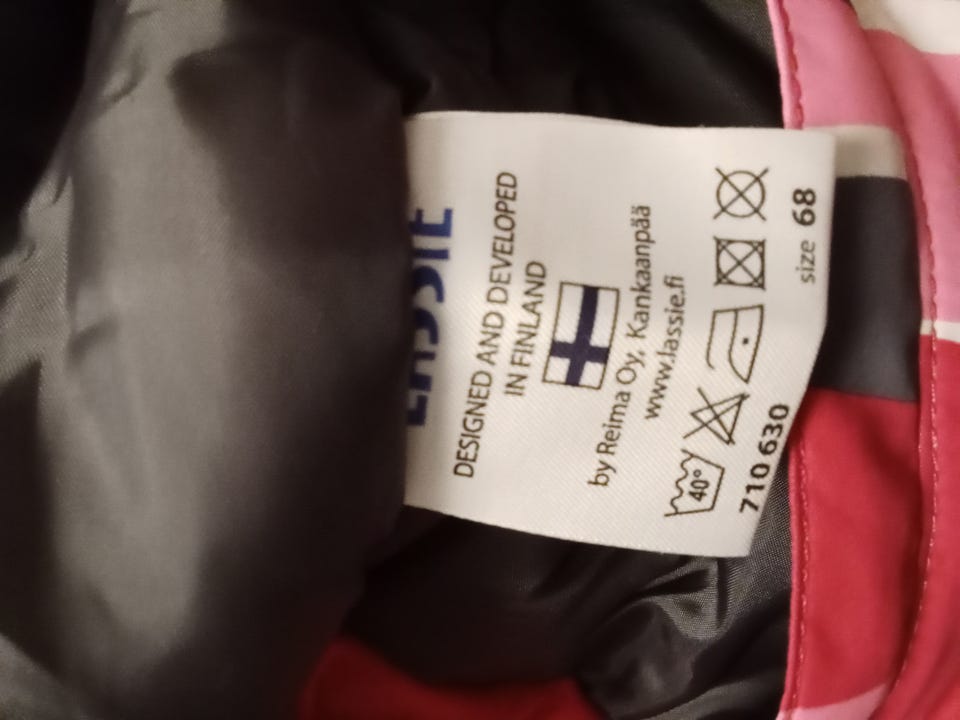 LASSIE
DESIGNED AND DEVELOPED
IN FINLAND
by Reima Oy, Kankaanpää
www.lassie.fi
40°
710 630 size 68